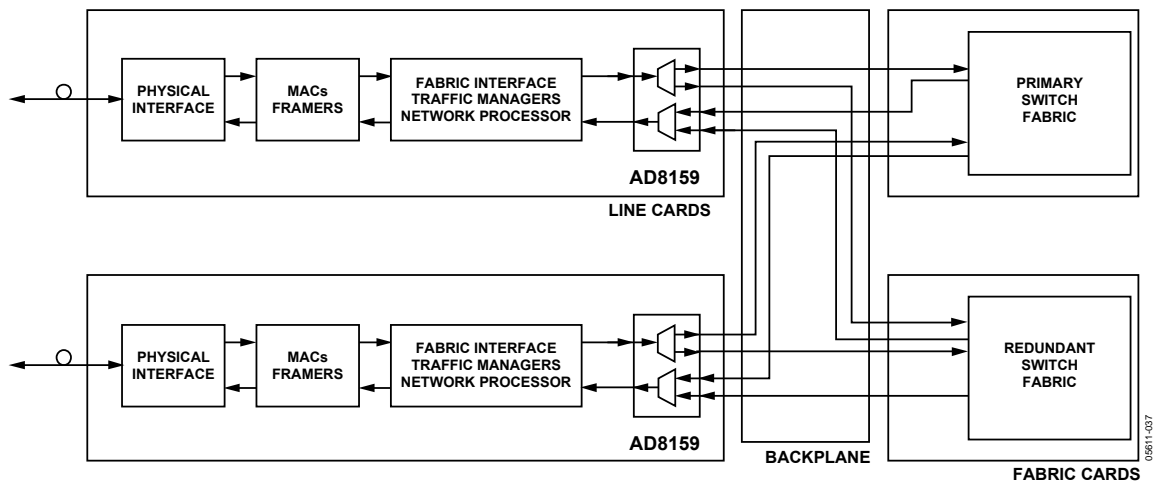 PHYSICAL
INTERFACE
MACs
FRAMERS
FABRIC INTERFACE
TRAFFIC MANAGERS
NETWORK PROCESSOR
AD8159
LINE CARDS
PRIMARY
SWITCH
FABRIC
PHYSICAL
INTERFACE
MACs
FRAMERS
FABRIC INTERFACE
TRAFFIC MANAGERS
NETWORK PROCESSOR
AD8159
BACKPLANE
REDUNDANT
SWITCH
FABRIC
FABRIC CARDS
05611-037